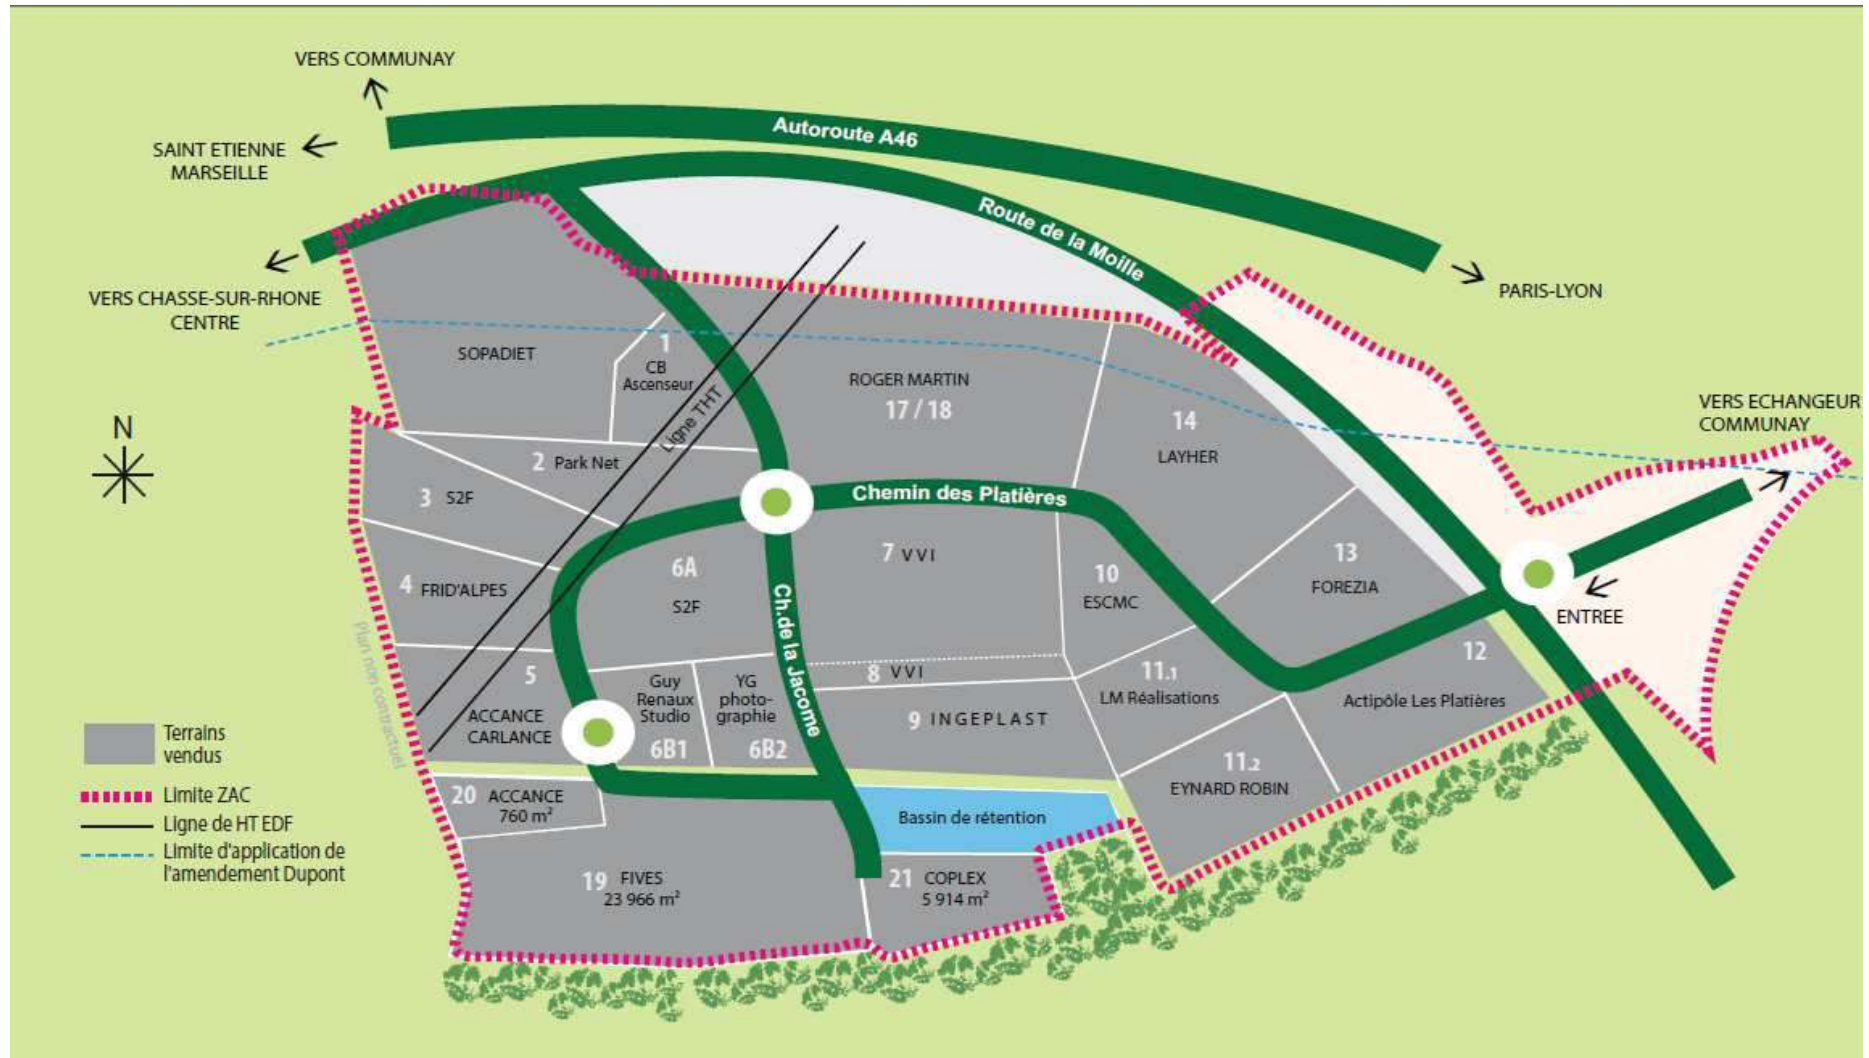 VERS COMMUNAY
Autoroute A46
SAINT ETIENNE
MARSEILLE
Route de la Moille
PARIS-LYON
VERS CHASSE-SUR-RHONE
CENTRE
SOPADIET
1
CB
Ascenseur
Ligne THT
ROGER MARTIN
17 / 18
14
LAYHER
VERS ECHANGEUR
COMMUNAY
N
2 Park Net
3 S2F
Chemin des Platières
4 FRID'ALPES
6A
S2F
7 V V I
10
ESCMC
13
FOREZIA
ENTREE
Ch.de la Jacome
Plan non contractuel
5
ACCANCE
CARLANCE
Guy
Renaux
Studio
6B1
YG
photo-
graphie
6B2
8 V V I
9 INGEPLAST
11.1
LM Réalisations
12
Actipôle Les Platières
11.2
EYNARD ROBIN
20 ACCANCE
760 m²
Bassin de rétention
19 FIVES
23 966 m²
21 COPLEX
5 914 m²
Terrains
vendus
Limite ZAC
Ligne de HT EDF
Limite d'application de
l'amendement Dupont